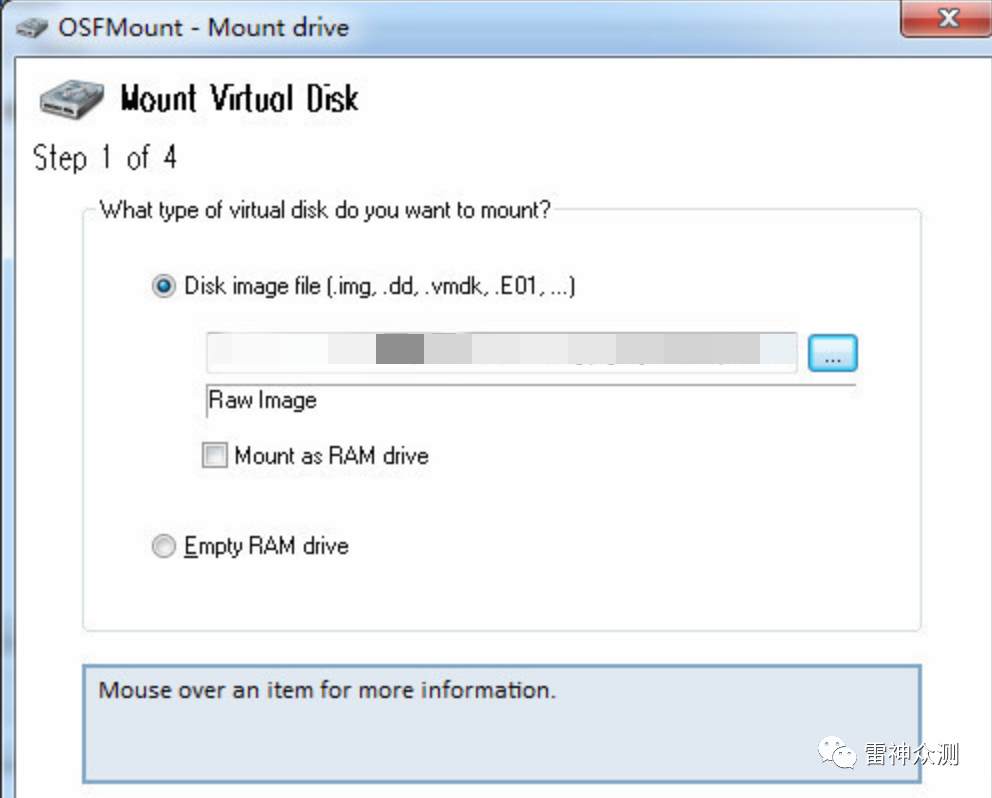 OSFMount - Mount drive
Mount Virtual Disk
Step 1 of 4
What type of virtual disk do you want to mount?
Disk image file (.img, .dd, .vmdk, .E01, ...)
...
Raw Image
Mount as RAM drive
Empty RAM drive
Mouse over an item for more information.
雷神众测